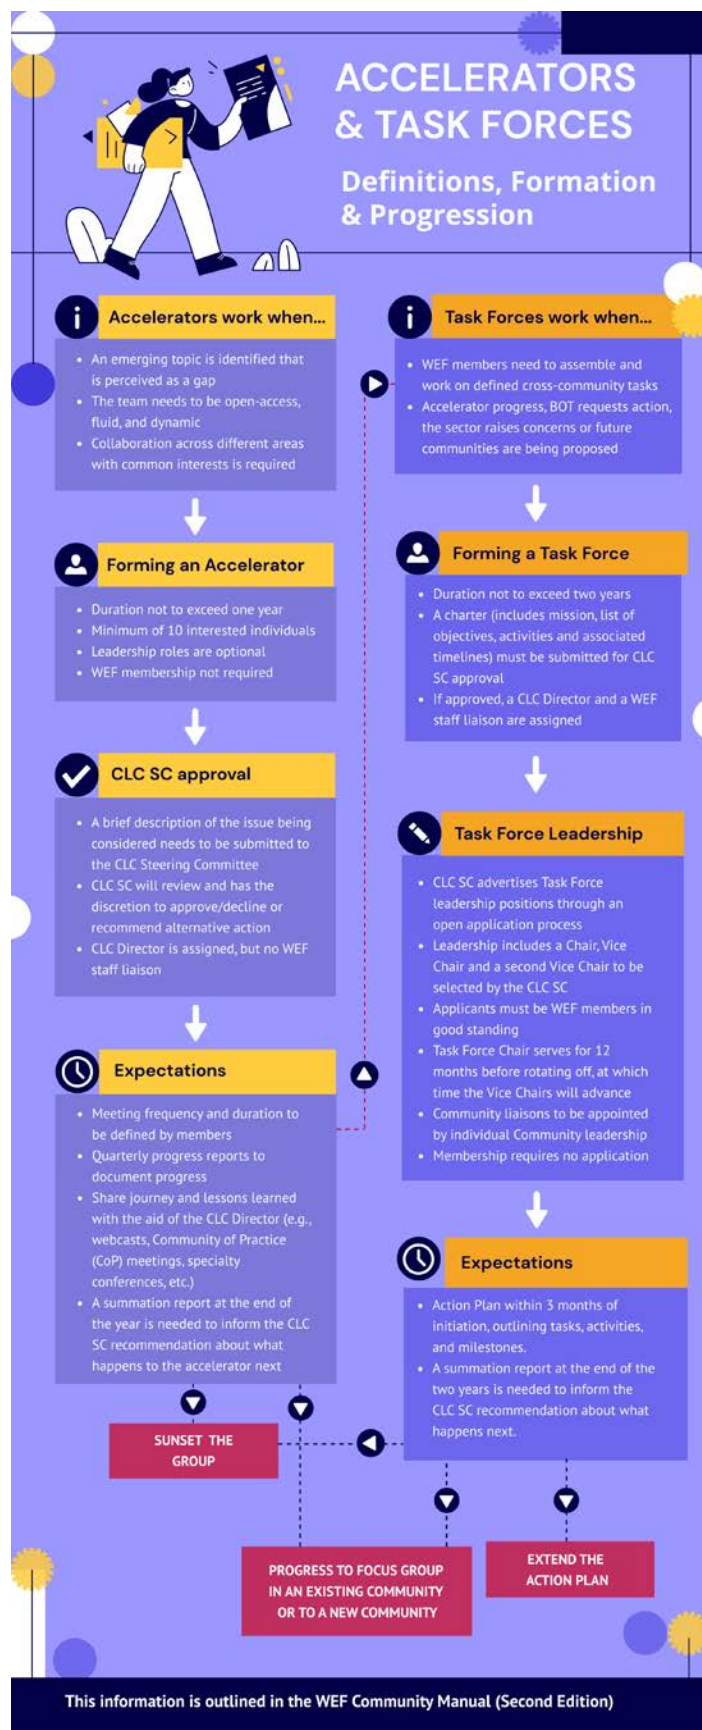 ACCELERATORS
& TASK FORCES
Definitions, Formation
& Progression
Accelerators work when...
• An emerging topic is identified that
is perceived as a gap
• The team needs to be open-access,
fluid, and dynamic
• Collaboration across different areas
with common interests is required
Forming an Accelerator
• Duration not to exceed one year
• Minimum of 10 interested individuals
• Leadership roles are optional
• WEF membership not required
CLC SC approval
• A brief description of the issue being
considered needs to be submitted to
the CLC Steering Committee
• CLC SC will review and has the
discretion to approve/decline or
recommend alternative action
• CLC Director is assigned, but no WEF
staff liaison
Expectations
• Meeting frequency and duration to
be defined by members
• Quarterly progress reports to
document progress
• Share journey and lessons learned
with the aid of the CLC Director (e.g.,
webcasts, Community of Practice
(CoP) meetings, specialty
conferences, etc.)
• A summation report at the end of
the year is needed to inform the CLC
SC recommendation about what
happens to the accelerator next
Task Forces work when...
• WEF members need to assemble and
work on defined cross-community tasks
• Accelerator progress, BOT requests action,
the sector raises concerns or future
communities are being proposed
Forming a Task Force
• Duration not to exceed two years
• A charter (includes mission, list of
objectives, activities and associated
timelines) must be submitted for CLC
SC approval
• If approved, a CLC Director and a WEF
staff liaison are assigned
Task Force Leadership
• CLC SC advertises Task Force
leadership positions through an
open application process
• Leadership includes a Chair, Vice
Chair and a second Vice Chair to be
selected by the CLC SC
• Applicants must be WEF members in
good standing
• Task Force Chair serves for 12
months before rotating off, at which
time the Vice Chairs will advance
• Community liaisons to be appointed
by individual Community leadership
• Membership requires no application
Expectations
• Action Plan within 3 months of
initiation, outlining tasks, activities,
and milestones.
• A summation report at the end of the
two years is needed to inform the
CLC SC recommendation about what
happens next.
SUNSET THE
GROUP
PROGRESS TO FOCUS GROUP
IN AN EXISTING COMMUNITY
OR TO A NEW COMMUNITY
EXTEND THE
ACTION PLAN
This information is outlined in the WEF Community Manual (Second Edition)